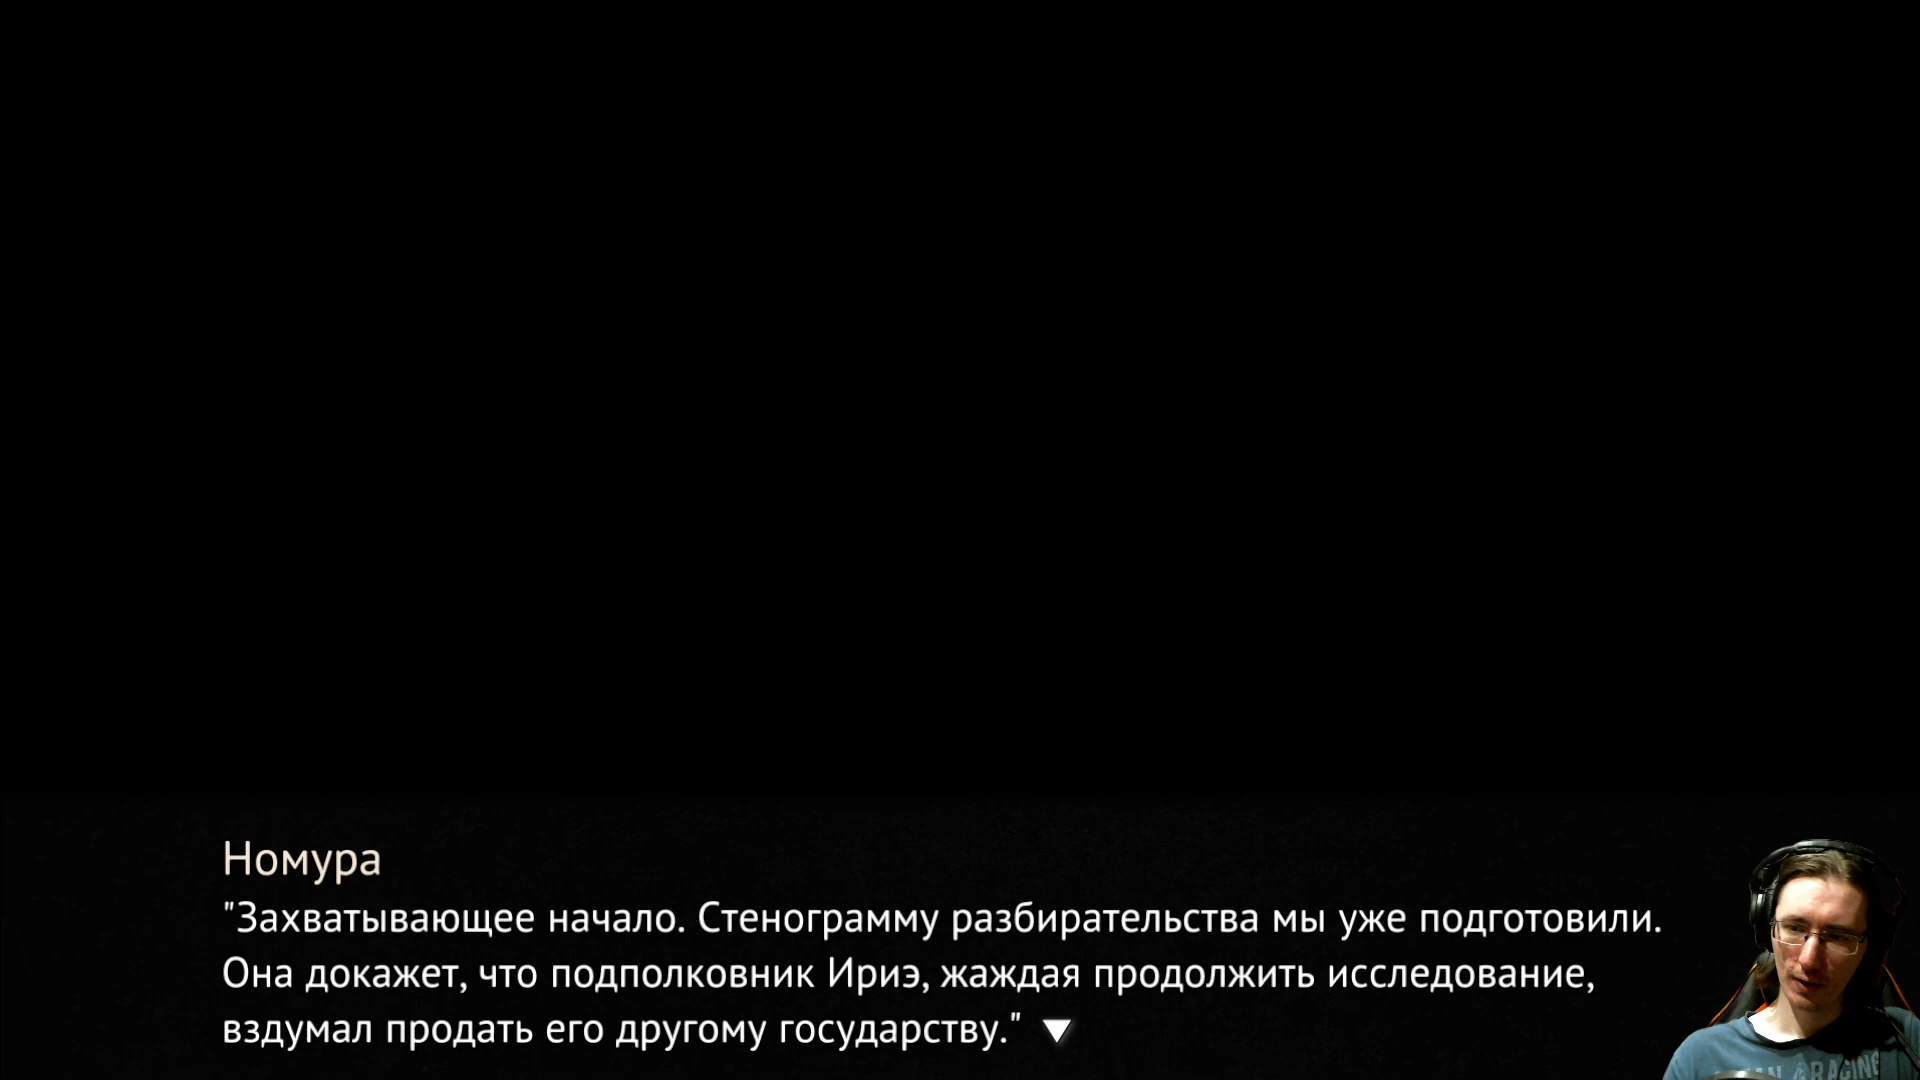 Номура
"Захватывающее начало. Стенограмму разбирательства мы уже подготовили.
Она докажет, что подполковник Ириэ, жаждая продолжить исследование,
вздумал продать его другому государству."
RACING